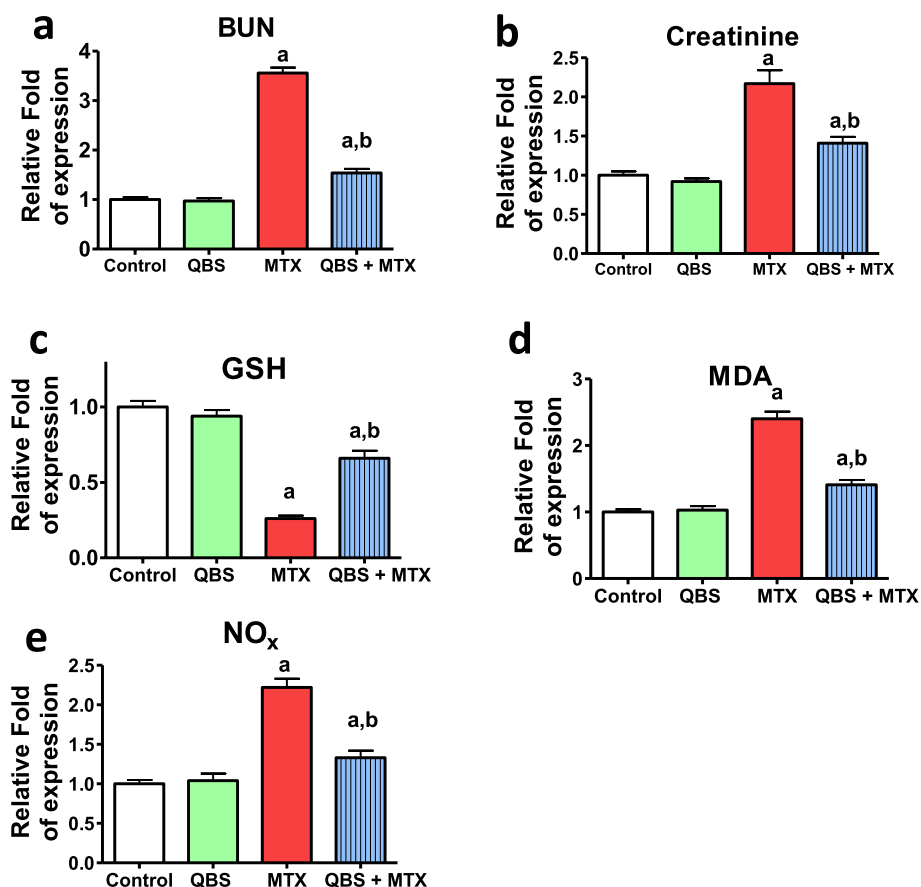 a
BUN
Relative Fold
of expression
4
3
2
1
0
a
a,b
Control QBS MTX QBS + MTX
b
Creatinine
Relative Fold
of expression
2.5
2.0
1.5
1.0
0.5
0.0
a
a,b
Control QBS MTX QBS + MTX
c
GSH
Relative Fold
of expression
1.0
0.5
0.0
a
a,b
Control QBS MTX QBS + MTX
d
MDA
Relative Fold
of expression
3
2
1
0
a
a,b
Control QBS MTX QBS + MTX
e
NOx
Relative Fold
of expression
2.5
2.0
1.5
1.0
0.5
0.0
a
a,b
Control QBS MTX QBS + MTX